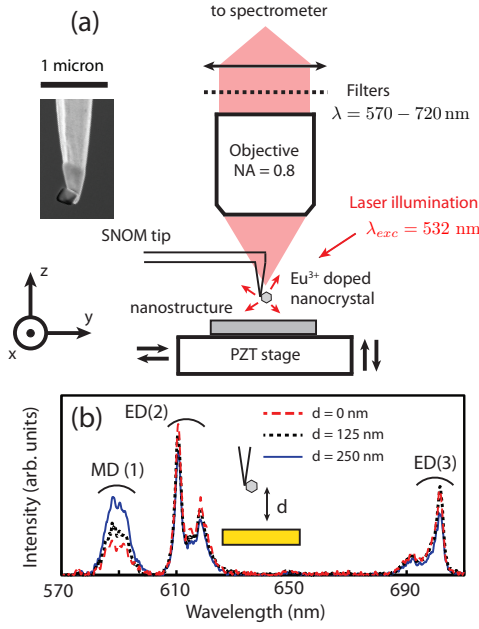 (a)
to spectrometer
1 micron
Filters
λ = 570 − 720 nm
Objective
NA = 0.8
Laser illumination
λexc = 532 nm
SNOM tip
Eu³⁺ doped
nanocrystal
nanostructure
z
y
x
PZT stage
(b)
ED(2)
MD (1)
ED(3)
d = 0 nm
d = 125 nm
d = 250 nm
d
Intensity (arb. units)
570 610 650 690
Wavelength (nm)